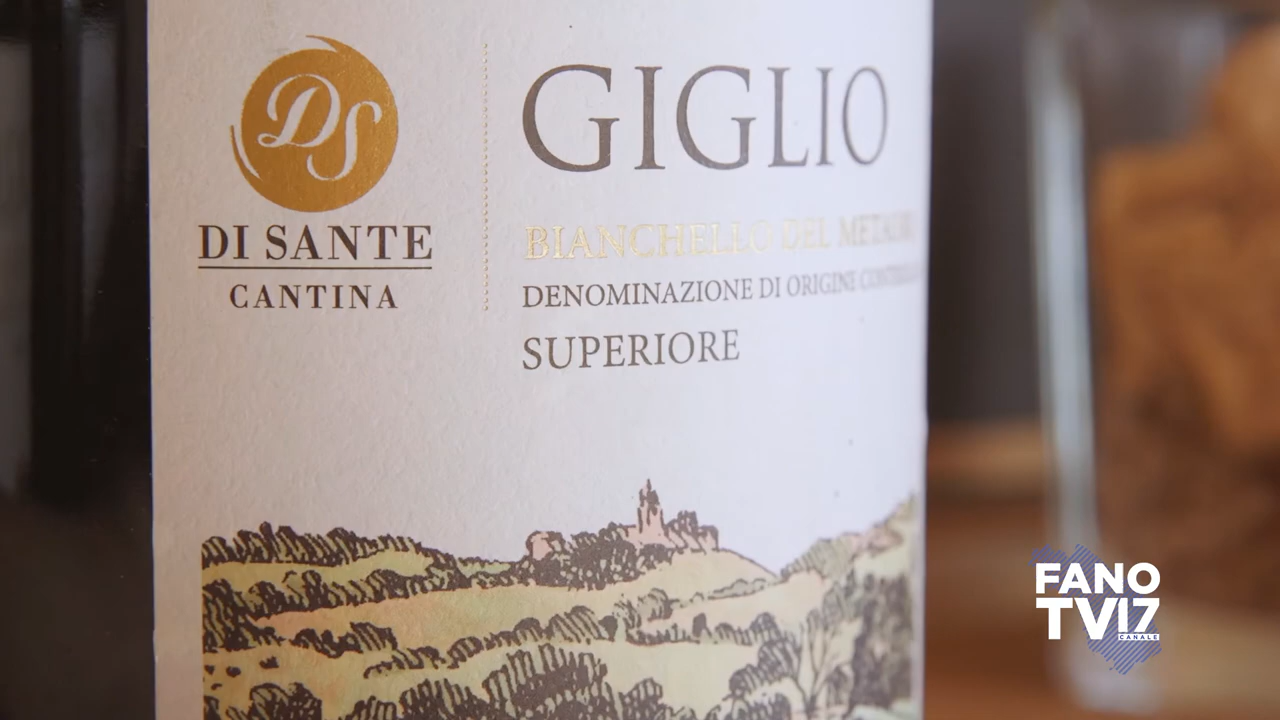 DS
DI SANTE
CANTINA
GIGLIO
BIANCHELLO DEL
DENOMINAZIONE DI ORIGINE
SUPERIORE
FANO
TV17
CANALE